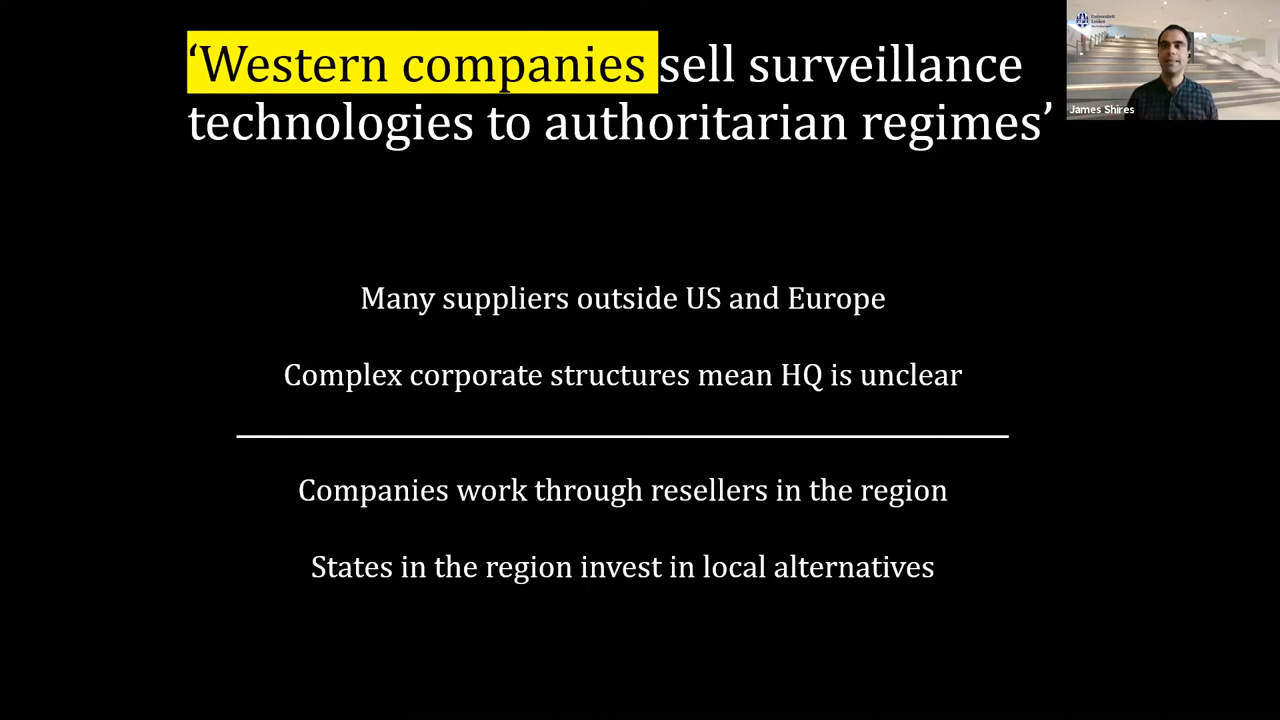 ‘Western companies sell surveillance
technologies to authoritarian regimes’
Universiteit
Leiden
James Shires
Many suppliers outside US and Europe
Complex corporate structures mean HQ is unclear
Companies work through resellers in the region
States in the region invest in local alternatives